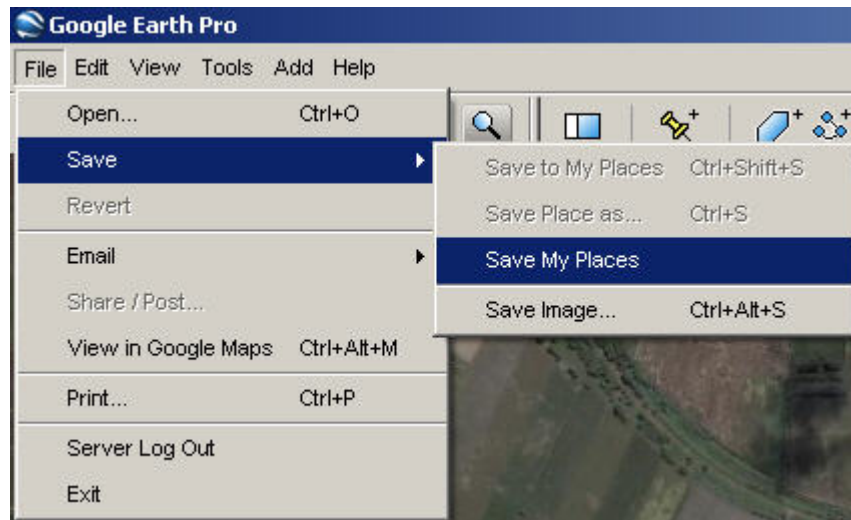 Google Earth Pro
File Edit View Tools Add Help
Open... Ctrl+O
Save
Revert
Email
Share / Post...
View in Google Maps Ctrl+Alt+M
Print... Ctrl+P
Server Log Out
Exit
Save to My Places Ctrl+Shift+S
Save Place as... Ctrl+S
Save My Places
Save Image... Ctrl+Alt+S